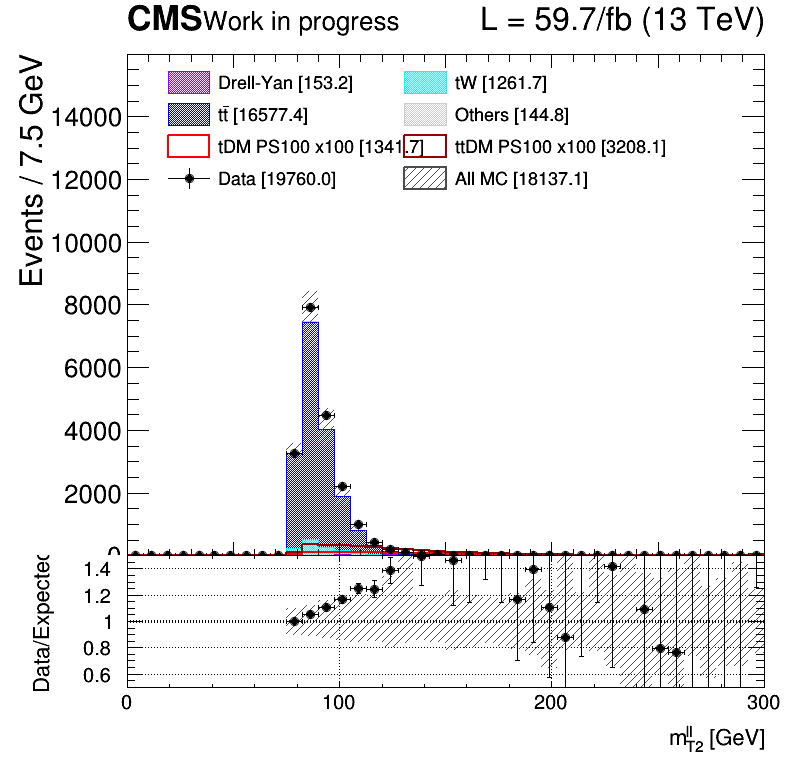 CMS Work in progress L = 59.7/fb (13 TeV)
Events / 7.5 GeV
Drell-Yan [153.2] tW [1261.7]
tt̄ [16577.4] Others [144.8]
tDM PS100 x100 [1341.7] ttDM PS100 x100 [3208.1]
Data [19760.0] All MC [18137.1]
14000
12000
10000
8000
6000
4000
2000
0
Data/Expected
1.4
1.2
1
0.8
0.6
0 100 200 300
m_{T2}^{ll} [GeV]